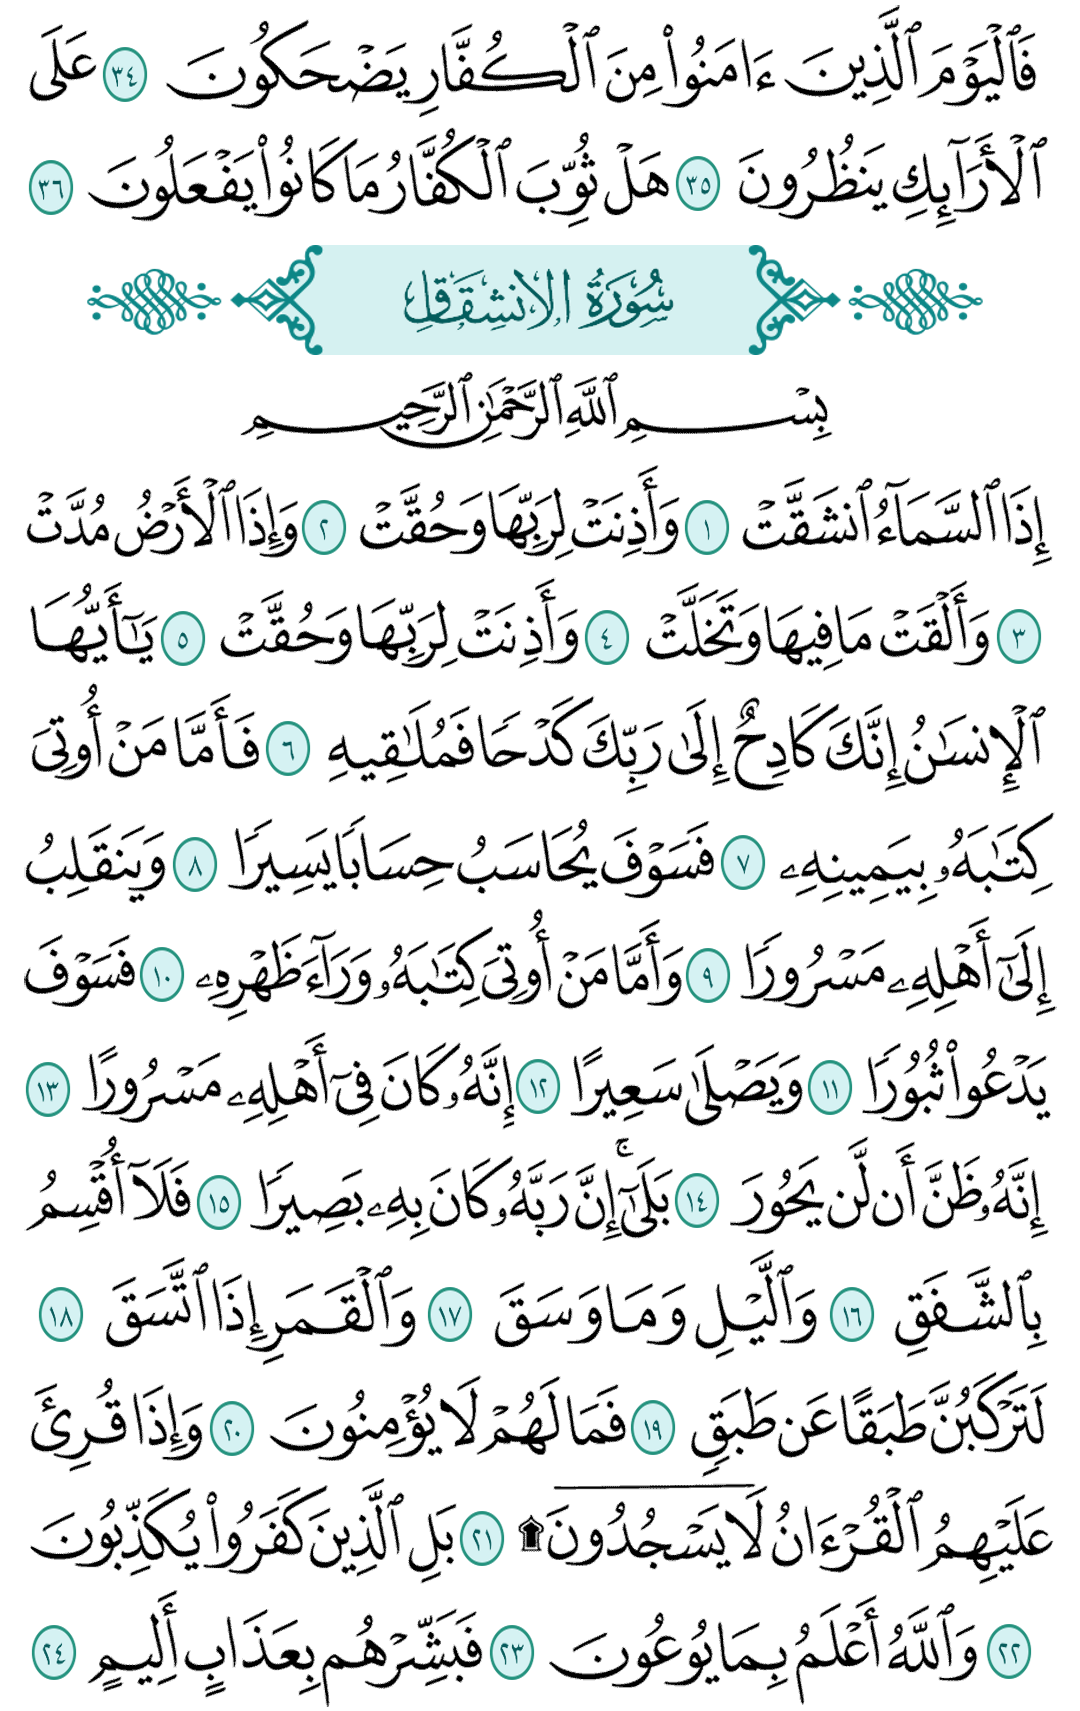 فَٱلۡيَوۡمَ ٱلَّذِينَ ءَامَنُواْ مِنَ ٱلۡكُفَّارِ يَضۡحَكُونَ ٣٤ عَلَى
ٱلۡأَرَآئِكِ يَنظُرُونَ ٣٥ هَلۡ ثُوِّبَ ٱلۡكُفَّارُ مَا كَانُواْ يَفۡعَلُونَ ٣٦
سُورَةُ الانشِقَاقِ
بِسۡمِ ٱللَّهِ ٱلرَّحۡمَٰنِ ٱلرَّحِيمِ
إِذَا ٱلسَّمَآءُ ٱنشَقَّتۡ ١ وَأَذِنَتۡ لِرَبِّهَا وَحُقَّتۡ ٢ وَإِذَا ٱلۡأَرۡضُ مُدَّتۡ
٣ وَأَلۡقَتۡ مَا فِيهَا وَتَخَلَّتۡ ٤ وَأَذِنَتۡ لِرَبِّهَا وَحُقَّتۡ ٥ يَٰٓأَيُّهَا
ٱلۡإِنسَٰنُ إِنَّكَ كَادِحٌ إِلَىٰ رَبِّكَ كَدۡحٗا فَمُلَٰقِيهِ ٦ فَأَمَّا مَنۡ أُوتِيَ
كِتَٰبَهُۥ بِيَمِينِهِۦ ٧ فَسَوۡفَ يُحَاسَبُ حِسَابٗا يَسِيرٗا ٨ وَيَنقَلِبُ
إِلَىٰٓ أَهۡلِهِۦ مَسۡرُورٗا ٩ وَأَمَّا مَنۡ أُوتِيَ كِتَٰبَهُۥ وَرَآءَ ظَهۡرِهِۦ ١٠ فَسَوۡفَ
يَدۡعُواْ ثُبُورٗا ١١ وَيَصۡلَىٰ سَعِيرًا ١٢ إِنَّهُۥ كَانَ فِيٓ أَهۡلِهِۦ مَسۡرُورًا ١٣
إِنَّهُۥ ظَنَّ أَن لَّن يَحُورَ ١٤ بَلَىٰٓۚ إِنَّ رَبَّهُۥ كَانَ بِهِۦ بَصِيرٗا ١٥ فَلَآ أُقۡسِمُ
بِٱلشَّفَقِ ١٦ وَٱلَّيۡلِ وَمَا وَسَقَ ١٧ وَٱلۡقَمَرِ إِذَا ٱتَّسَقَ ١٨
لَتَرۡكَبُنَّ طَبَقًا عَن طَبَقٖ ١٩ فَمَا لَهُمۡ لَا يُؤۡمِنُونَ ٢٠ وَإِذَا قُرِئَ
عَلَيۡهِمُ ٱلۡقُرۡءَانُ لَا يَسۡجُدُونَ۩ ٢١ بَلِ ٱلَّذِينَ كَفَرُواْ يُكَذِّبُونَ
٢٢ وَٱللَّهُ أَعۡلَمُ بِمَا يُوعُونَ ٢٣ فَبَشِّرۡهُم بِعَذَابٍ أَلِيمٍ ٢٤